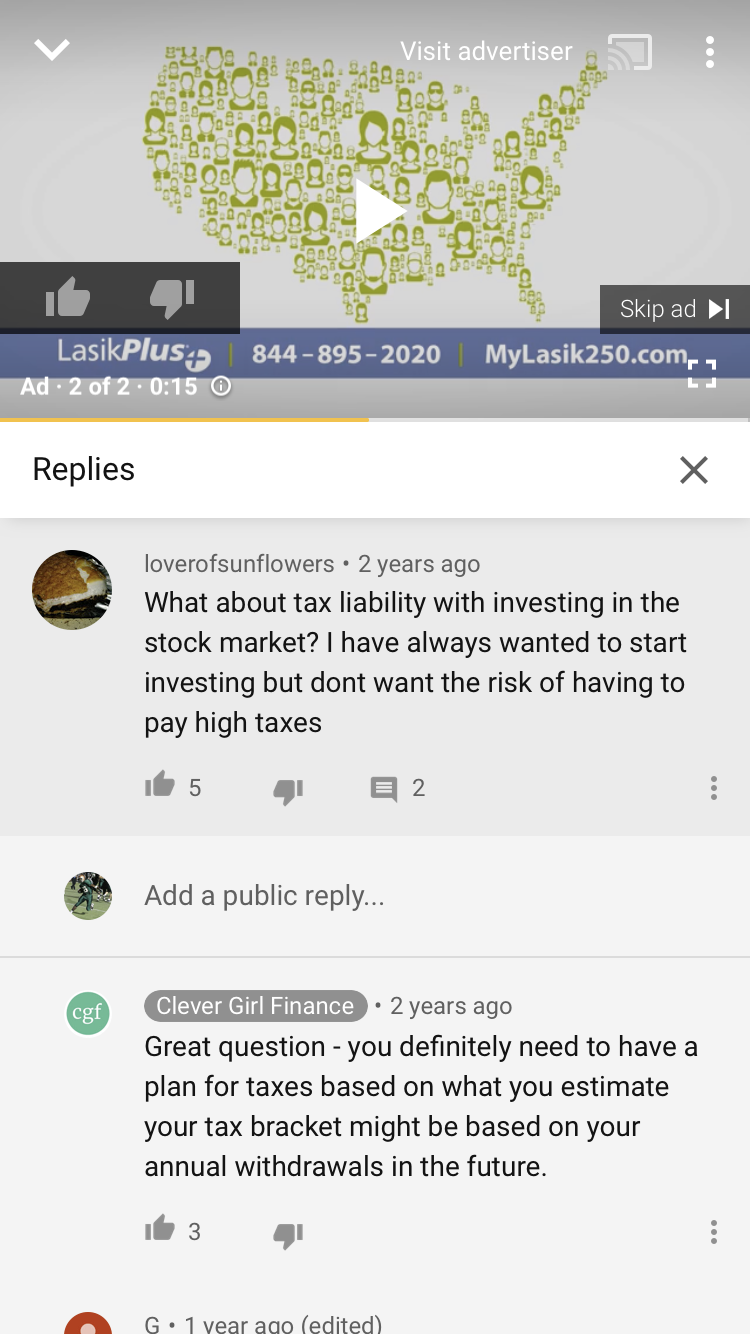 Visit advertiser
Skip ad
LasikPlus | 844-895-2020 | MyLasik250.com
Ad · 2 of 2 · 0:15
Replies
loverofsunflowers • 2 years ago
What about tax liability with investing in the
stock market? I have always wanted to start
investing but dont want the risk of having to
pay high taxes
5
2
Add a public reply...
cgf
Clever Girl Finance • 2 years ago
Great question - you definitely need to have a
plan for taxes based on what you estimate
your tax bracket might be based on your
annual withdrawals in the future.
3
G • 1 year ago (edited)